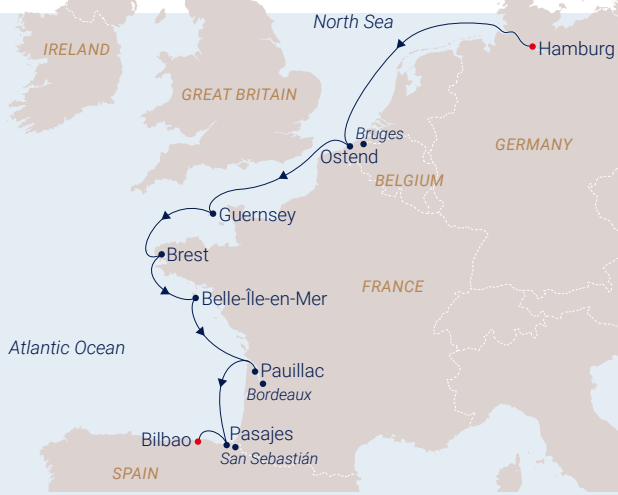 North Sea
Hamburg
IRELAND
GREAT BRITAIN
Bruges
Ostend
GERMANY
BELGIUM
Guernsey
Brest
FRANCE
Belle-Île-en-Mer
Atlantic Ocean
Pauillac
Bordeaux
Pasajes
Bilbao
San Sebastián
SPAIN